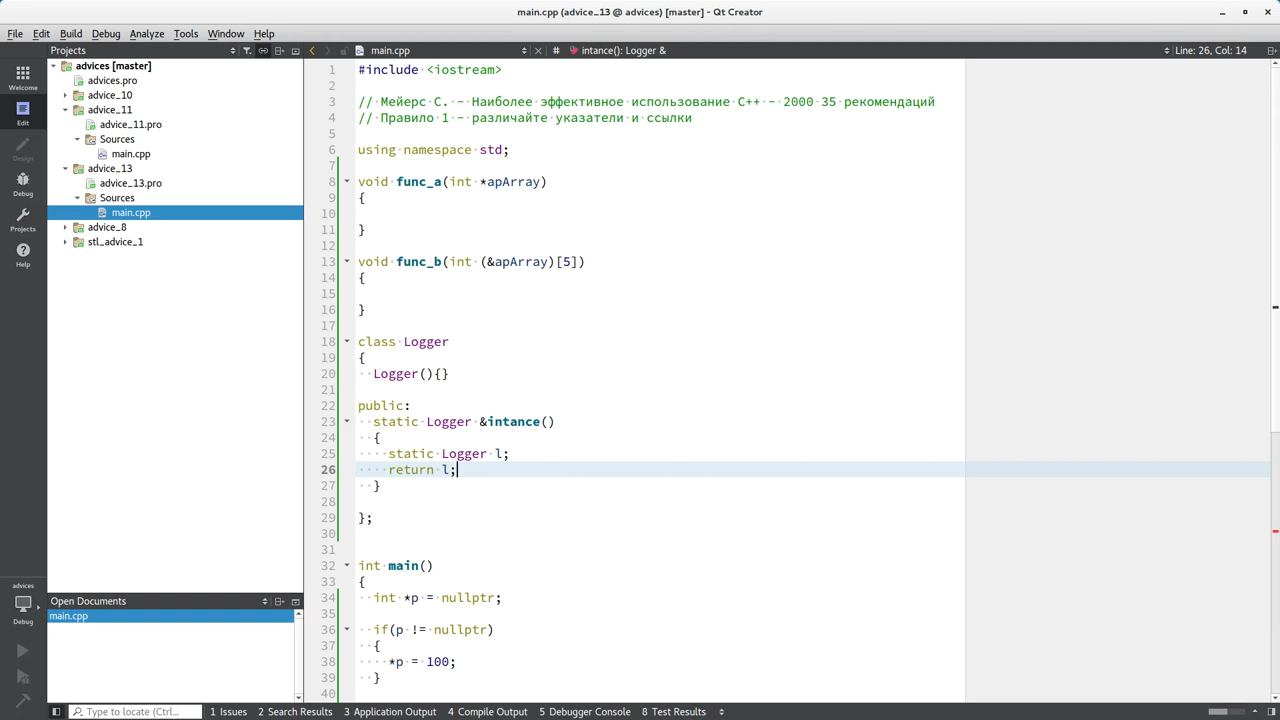 main.cpp (advice_13 @ advices) [master] - Qt Creator
File Edit Build Debug Analyze Tools Window Help
Projects main.cpp # intance(): Logger & Line: 26, Col: 14
Welcome
Edit
Design
Debug
Projects
Help
advices
Debug
advices [master]
advices.pro
advice_10
advice_11
advice_11.pro
Sources
main.cpp
advice_13
advice_13.pro
Sources
main.cpp
advice_8
stl_advice_1
Open Documents
main.cpp
1 #include <iostream>
2
3 // Мейерс С. - Наиболее эффективное использование C++ - 2000 35 рекомендаций
4 // Правило 1 - различайте указатели и ссылки
5
6 using namespace std;
7
8 void func_a(int *apArray)
9 {
10
11 }
12
13 void func_b(int (&apArray)[5])
14 {
15
16 }
17
18 class Logger
19 {
20 Logger(){}
21
22 public:
23 static Logger &intance()
24 {
25 static Logger l;
26 return l;
27 }
28
29 };
30
31
32 int main()
33 {
34 int *p = nullptr;
35
36 if(p != nullptr)
37 {
38 *p = 100;
39 }
40
Type to locate (Ctrl... 1 Issues 2 Search Results 3 Application Output 4 Compile Output 5 Debugger Console 8 Test Results